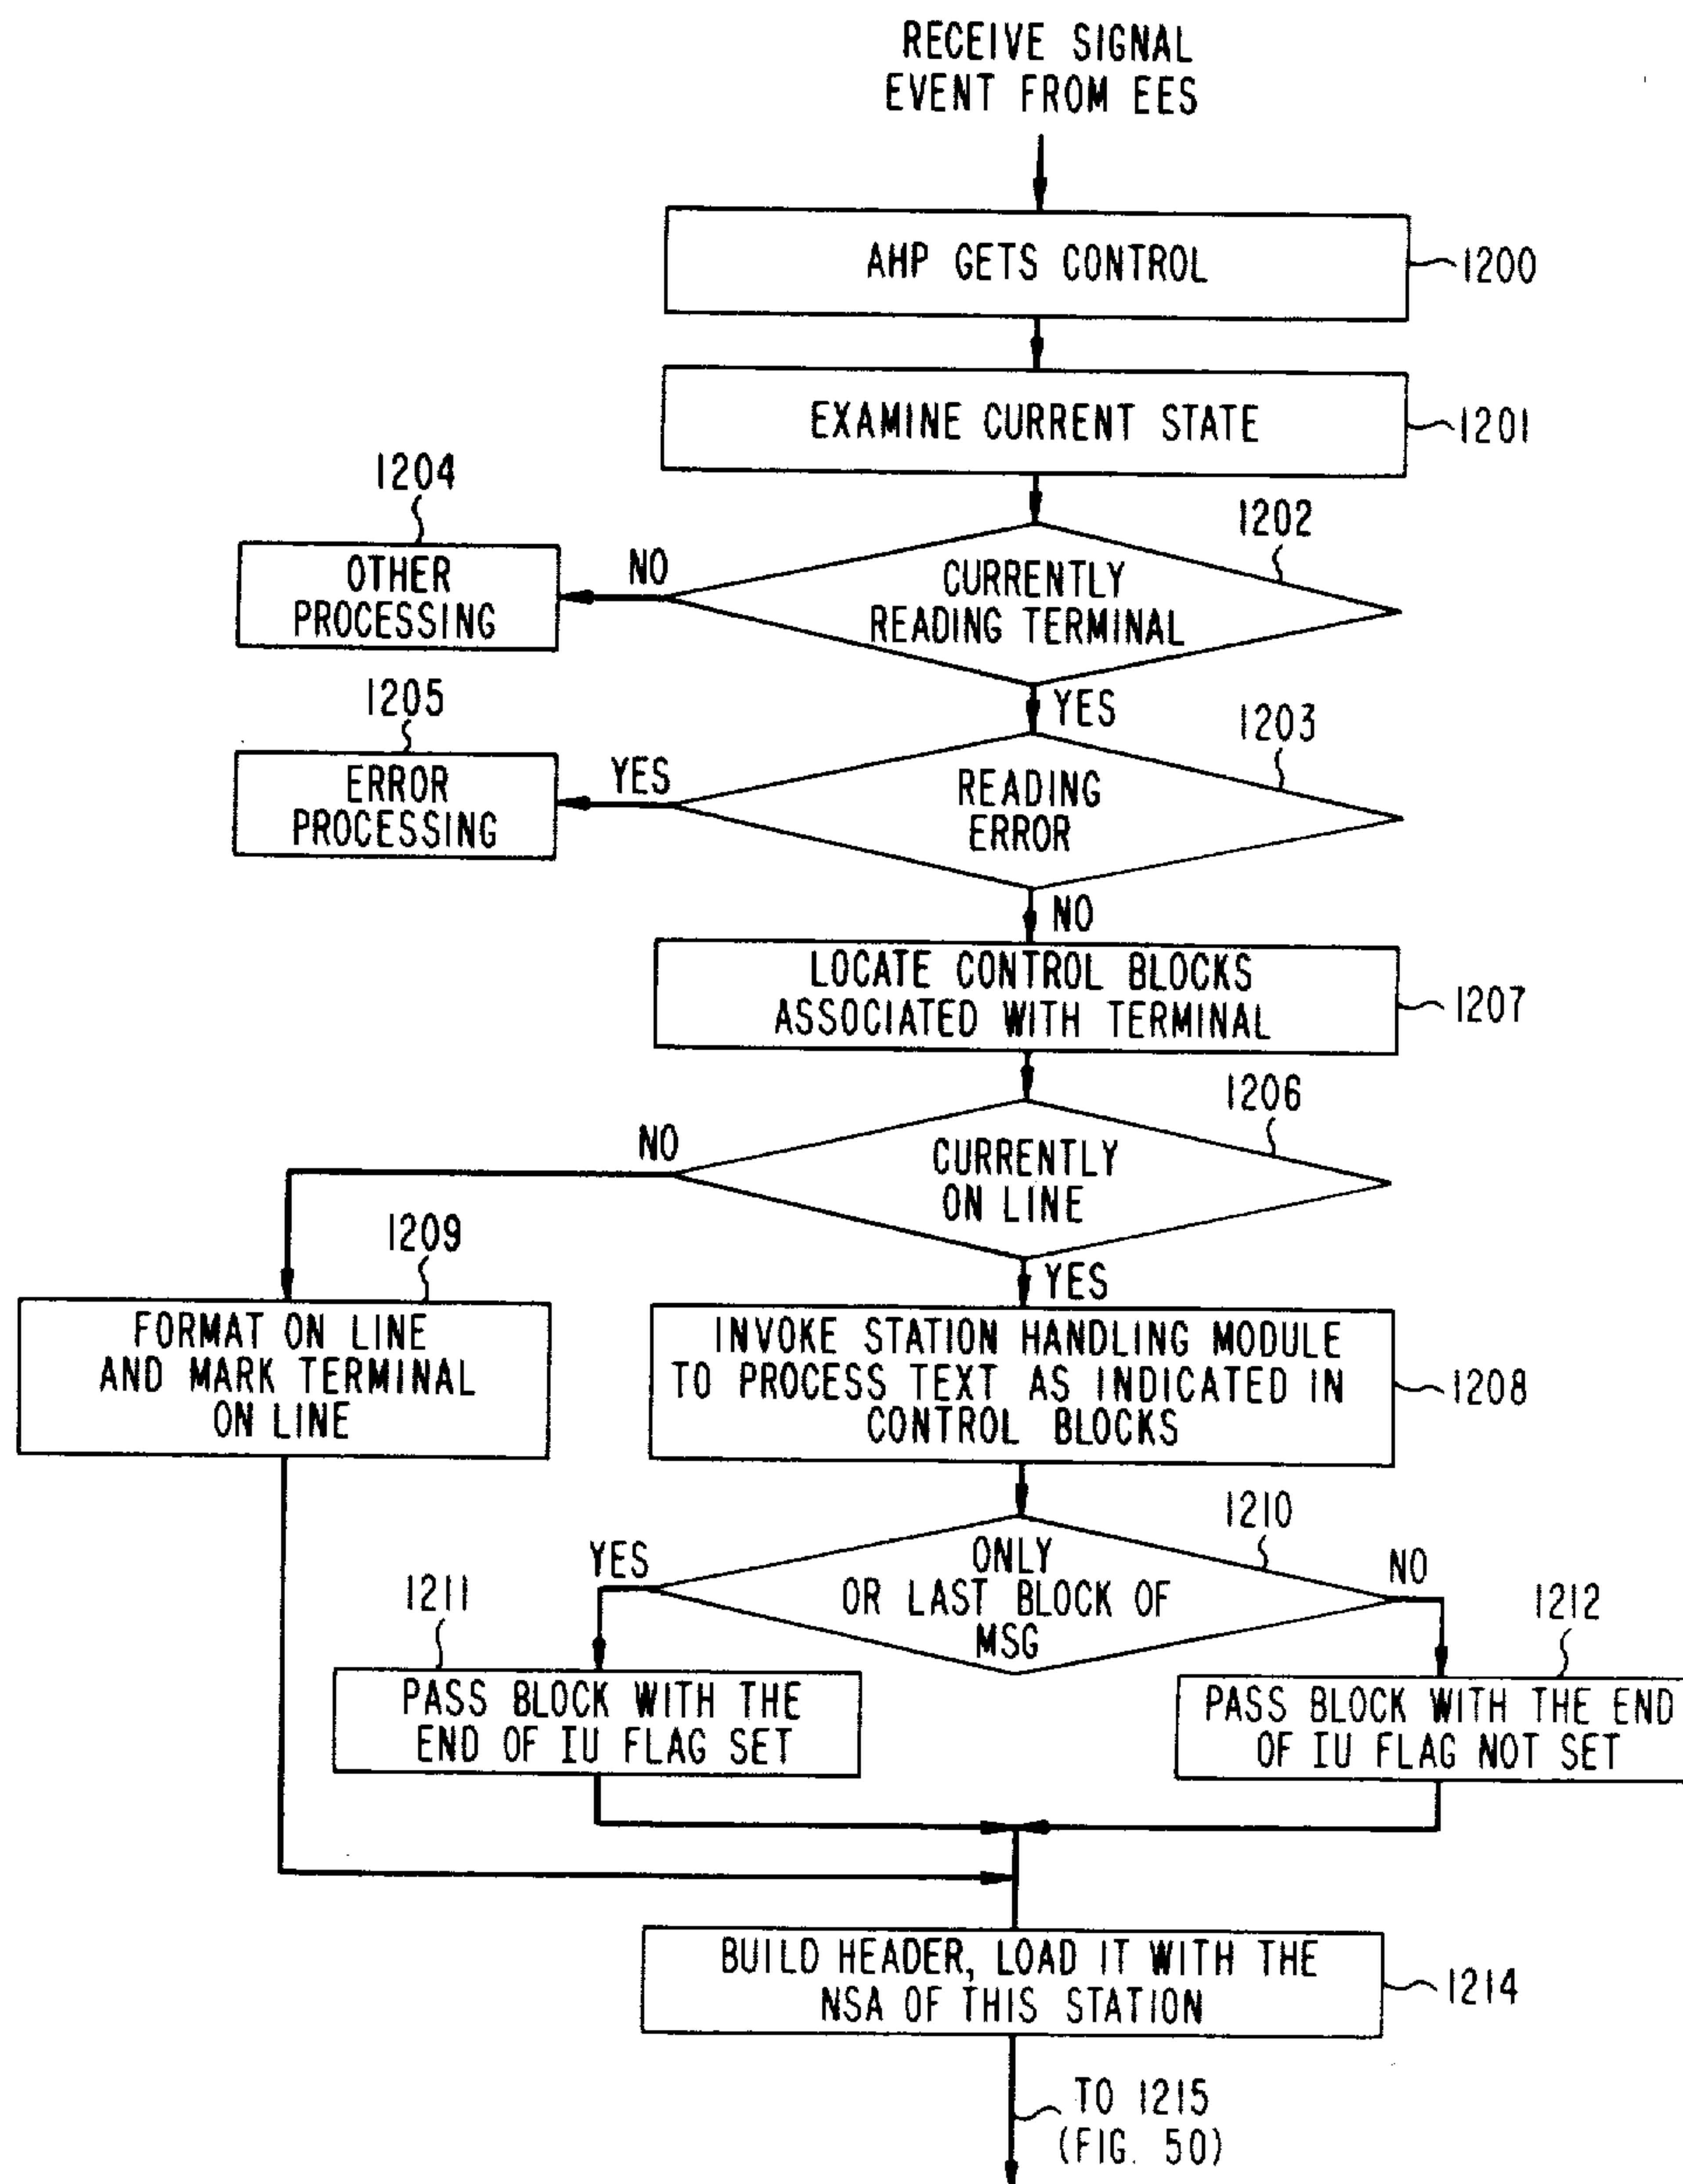 RECEIVE SIGNAL
EVENT FROM EES
AHP GETS CONTROL
1200
EXAMINE CURRENT STATE
1201
1204
1202
OTHER
PROCESSING
NO
CURRENTLY
READING TERMINAL
YES
1205
1203
ERROR
PROCESSING
YES
READING
ERROR
NO
LOCATE CONTROL BLOCKS
ASSOCIATED WITH TERMINAL
1207
1206
NO
CURRENTLY
ON LINE
YES
1209
FORMAT ON LINE
AND MARK TERMINAL
ON LINE
INVOKE STATION HANDLING MODULE
TO PROCESS TEXT AS INDICATED IN
CONTROL BLOCKS
1208
1210
YES
ONLY
OR LAST BLOCK OF
MSG
NO
1211
1212
PASS BLOCK WITH THE
END OF IU FLAG SET
PASS BLOCK WITH THE END
OF IU FLAG NOT SET
BUILD HEADER, LOAD IT WITH THE
NSA OF THIS STATION
1214
TO 1215
(FIG. 50)